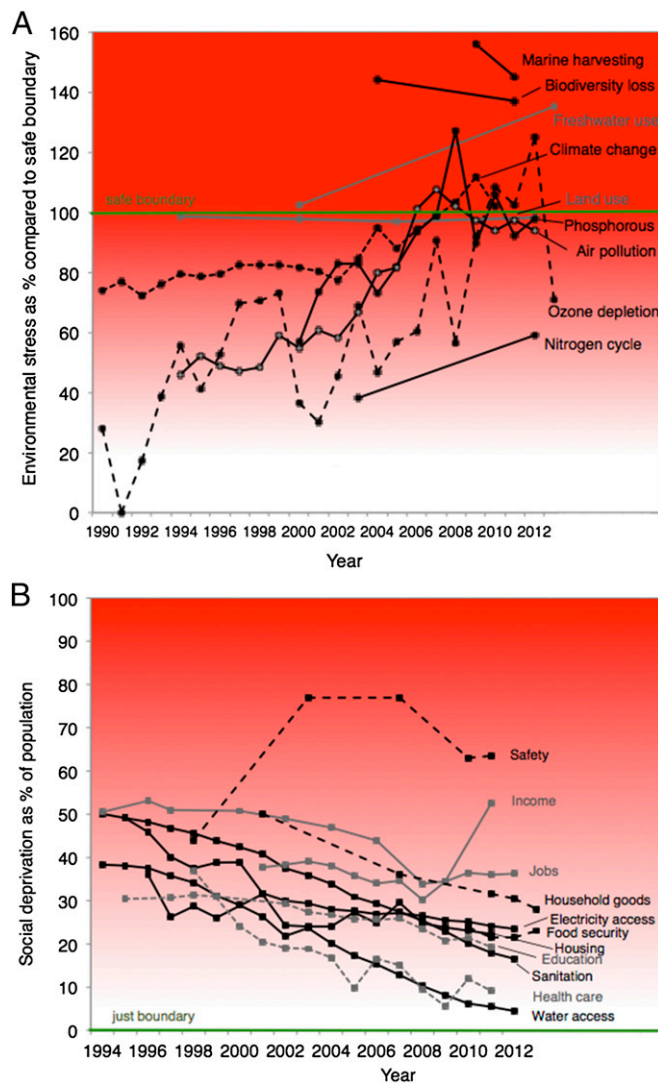 A
Environmental stress as % compared to safe boundary
160
140
120
100
80
60
40
20
0
safe boundary
Marine harvesting
Biodiversity loss
Freshwater use
Climate change
Land use
Phosphorous
Air pollution
Ozone depletion
Nitrogen cycle
1990 1992 1994 1996 1998 2000 2002 2004 2006 2008 2010 2012
Year
B
Social deprivation as % of population
100
90
80
70
60
50
40
30
20
10
0
Safety
Income
Jobs
Household goods
Electricity access
Food security
Housing
Education
Sanitation
Health care
Water access
just boundary
1994 1996 1998 2000 2002 2004 2006 2008 2010 2012
Year